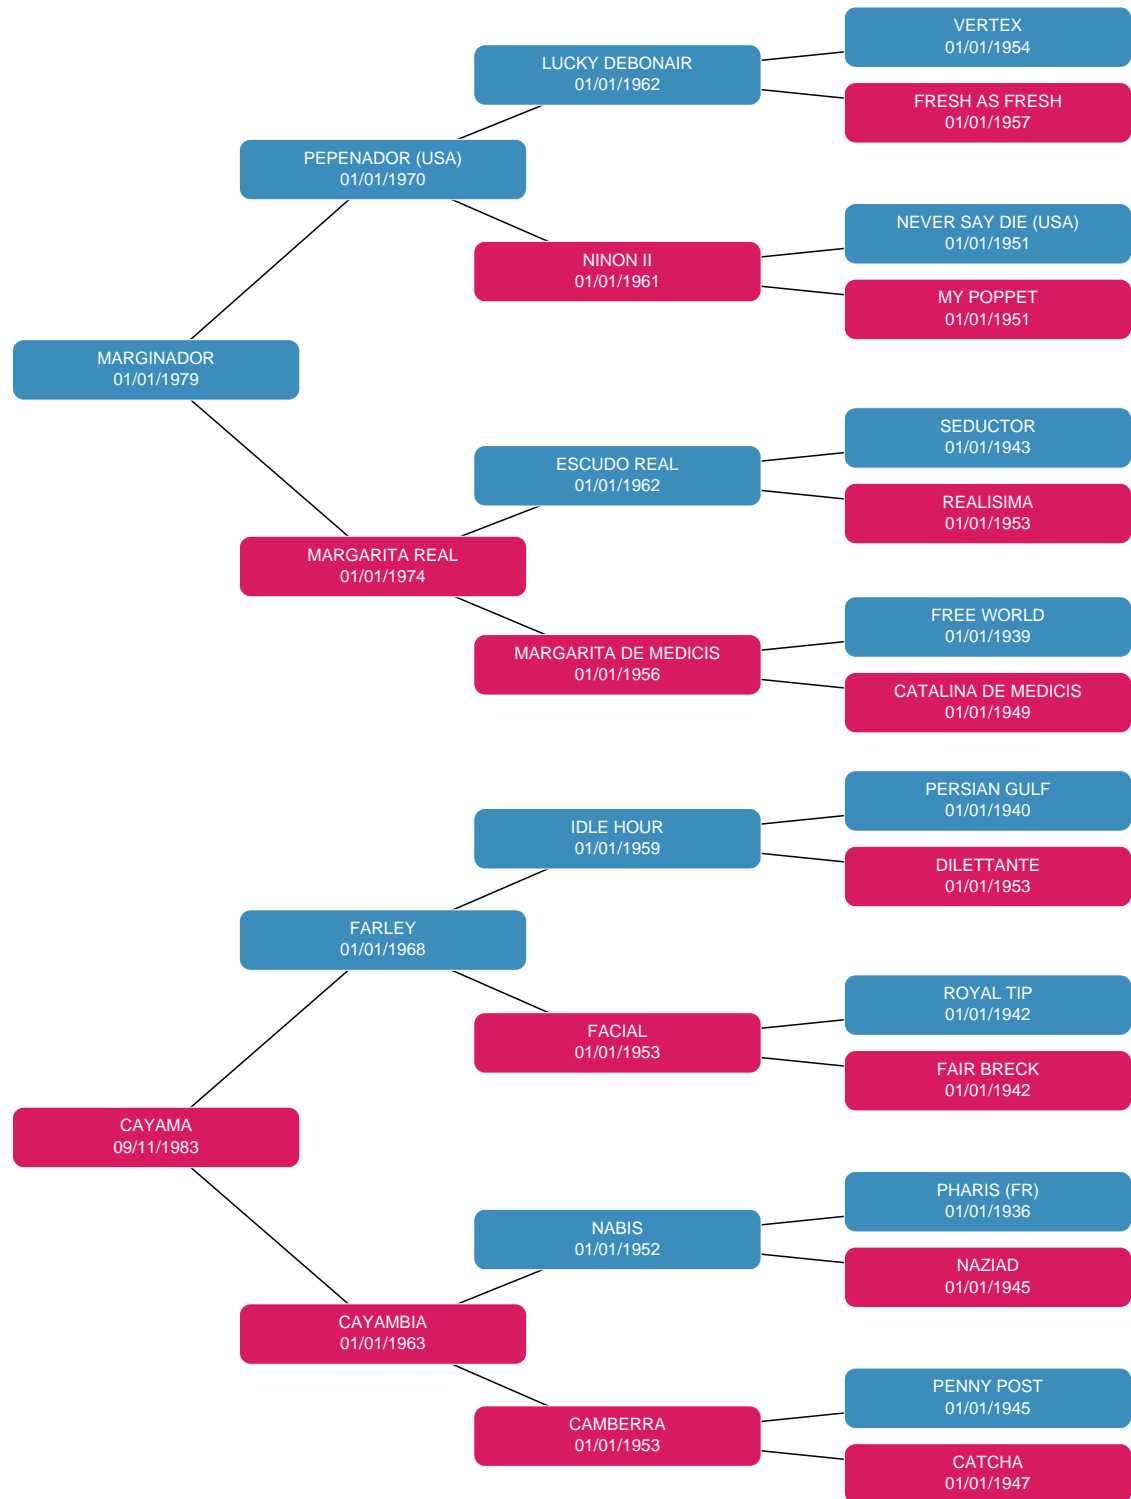 VERTEX
01/01/1954
LUCKY DEBONAIR
01/01/1962
FRESH AS FRESH
01/01/1957
PEPENADOR (USA)
01/01/1970
NEVER SAY DIE (USA)
01/01/1951
NINON II
01/01/1961
MY POPPET
01/01/1951
MARGINADOR
01/01/1979
SEDUCTOR
01/01/1943
ESCUDO REAL
01/01/1962
REALISIMA
01/01/1953
MARGARITA REAL
01/01/1974
FREE WORLD
01/01/1939
MARGARITA DE MEDICIS
01/01/1956
CATALINA DE MEDICIS
01/01/1949
PERSIAN GULF
01/01/1940
IDLE HOUR
01/01/1959
DILETTANTE
01/01/1953
FARLEY
01/01/1968
ROYAL TIP
01/01/1942
FACIAL
01/01/1953
FAIR BRECK
01/01/1942
CAYAMA
09/11/1983
PHARIS (FR)
01/01/1936
NABIS
01/01/1952
NAZIAD
01/01/1945
CAYAMBIA
01/01/1963
PENNY POST
01/01/1945
CAMBERRA
01/01/1953
CATCHA
01/01/1947